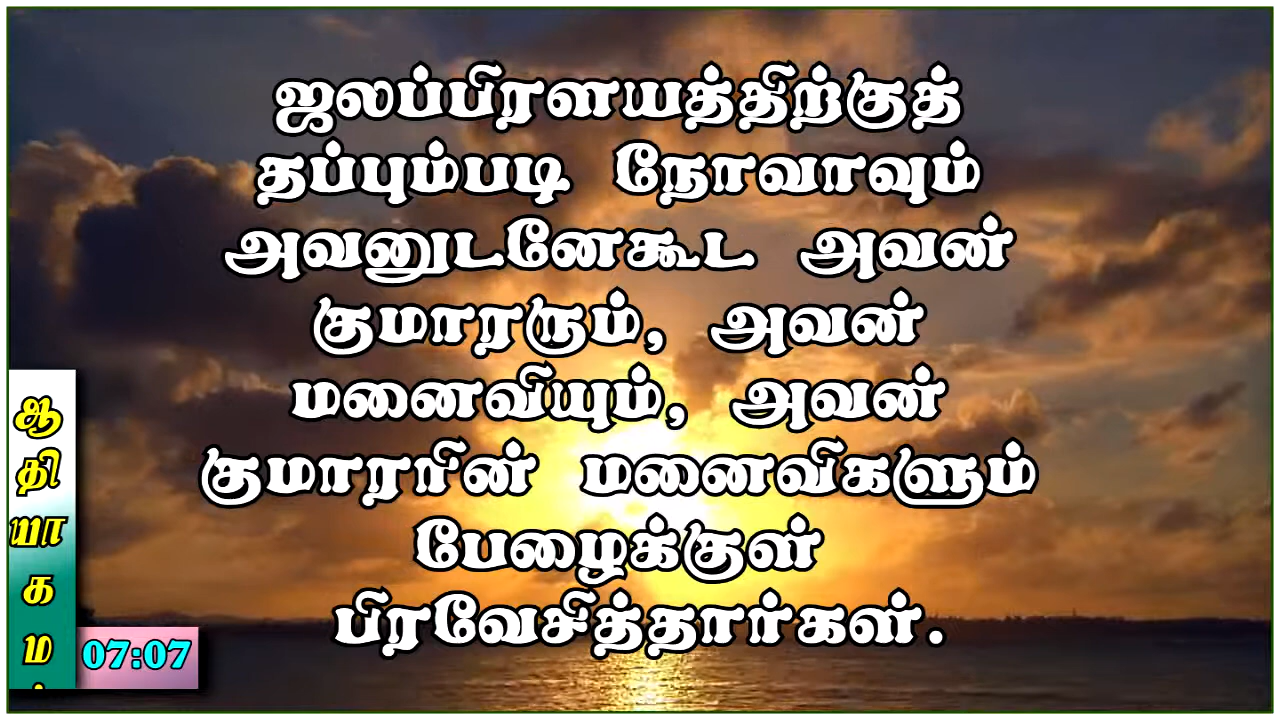 ஜலப்பிரளயத்திற்குத்
தப்பும்படி நோவாவும்
அவனுடனேகூட அவன்
குமாரரும், அவன்
மனைவியும், அவன்
குமாரரின் மனைவிகளும்
பேழைக்குள்
பிரவேசித்தார்கள்.
ஆ
தி
யா
க
ம
07:07